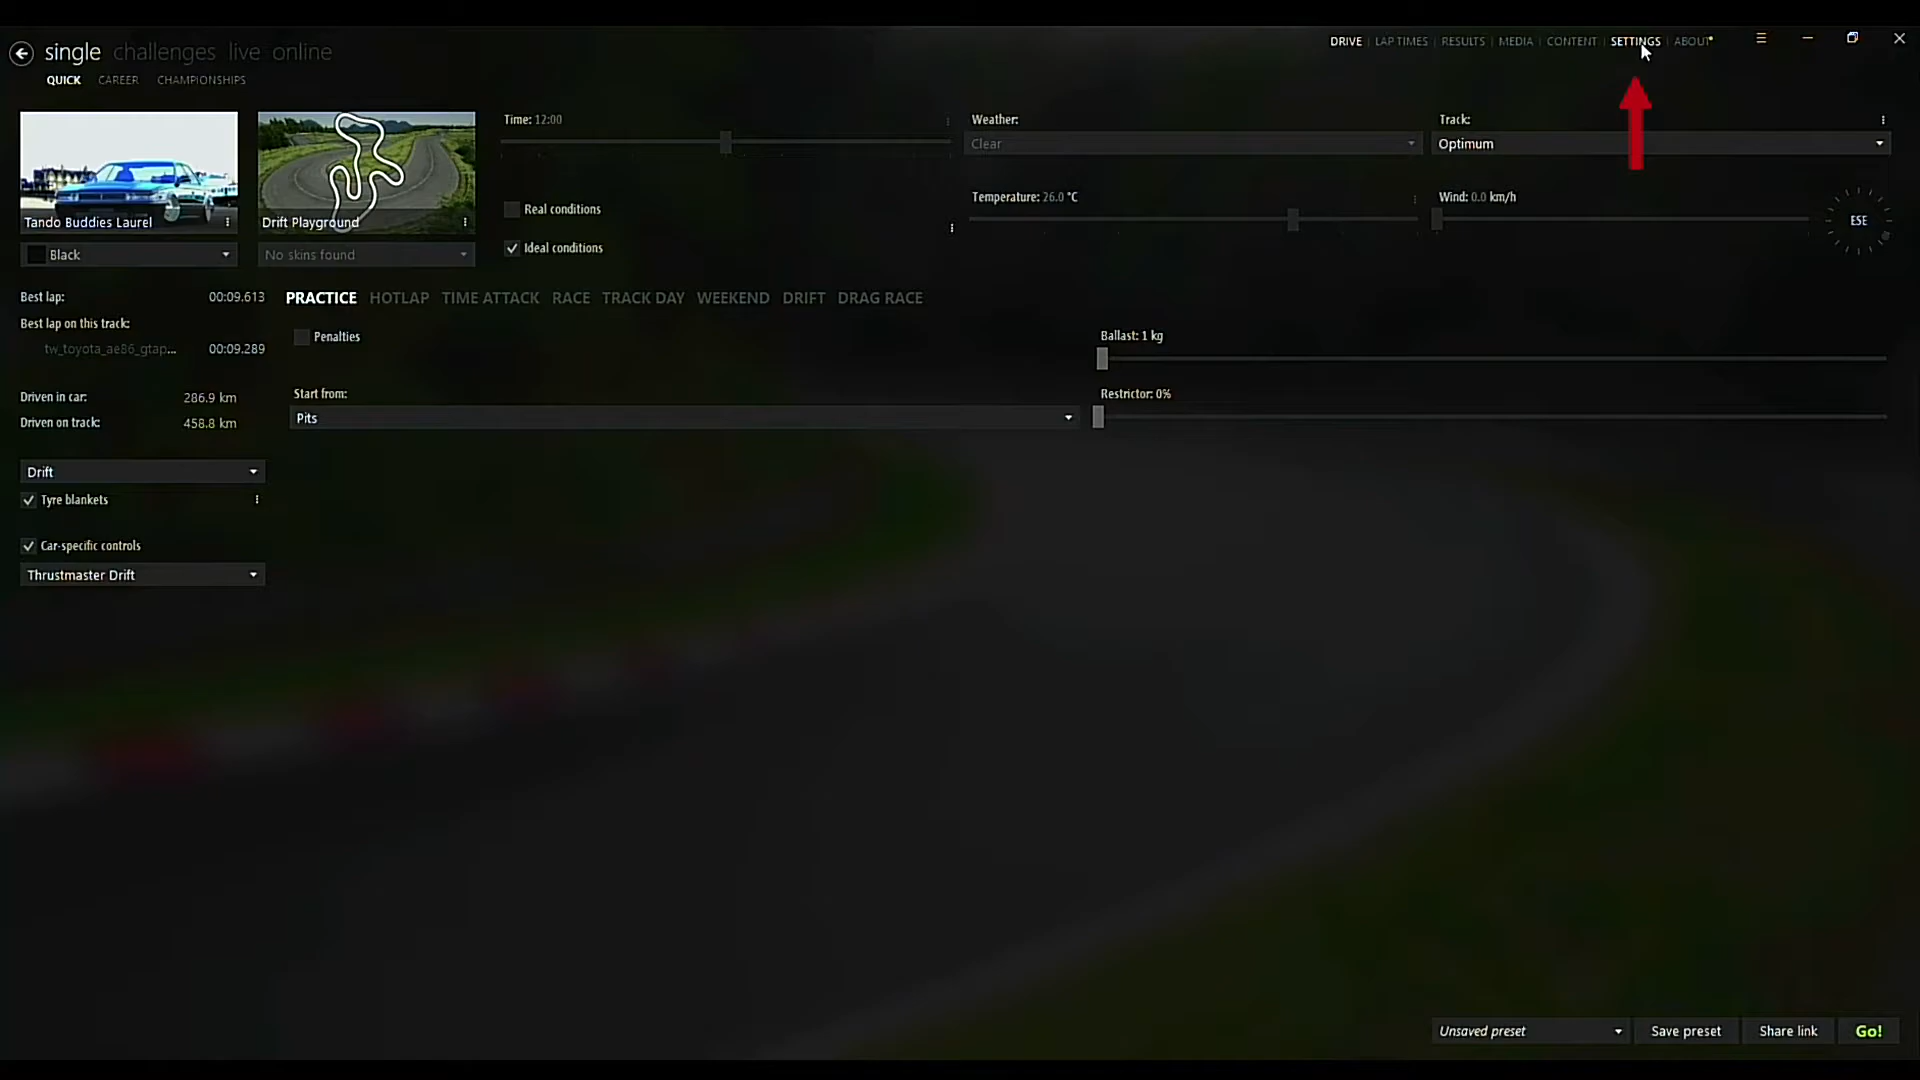 single challenges live online
DRIVE | LAP TIMES | RESULTS | MEDIA | CONTENT | SETTINGS | ABOUT
QUICK CAREER CHAMPIONSHIPS
Time: 12:00
Weather:
Track:
Clear
Optimum
Temperature: 26.0 °C
Wind: 0.0 km/h
Real conditions
Tando Buddies Laurel
Drift Playground
ESE
Ideal conditions
Black
No skins found
Best lap: 00:09.613
PRACTICE HOTLAP TIME ATTACK RACE TRACK DAY WEEKEND DRIFT DRAG RACE
Best lap on this track:
Penalties
Ballast: 1 kg
tw_toyota_ae86_gtap... 00:09.289
Driven in car: 286.9 km
Start from:
Restrictor: 0%
Driven on track: 458.8 km
Pits
Drift
Tyre blankets
Car-specific controls
Thrustmaster Drift
Unsaved preset
Save preset
Share link
Go!